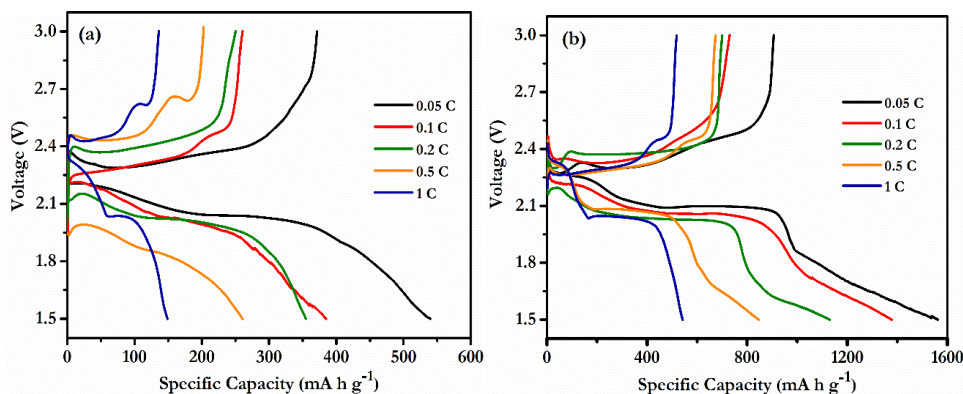 (a)
0.05 C
0.1 C
0.2 C
0.5 C
1 C
Voltage (V)
3.0
2.7
2.4
2.1
1.8
1.5
0 100 200 300 400 500 600
Specific Capacity (mA h g-1)
(b)
0.05 C
0.1 C
0.2 C
0.5 C
1 C
Voltage (V)
3.0
2.7
2.4
2.1
1.8
1.5
0 400 800 1200 1600
Specific Capacity (mA h g-1)